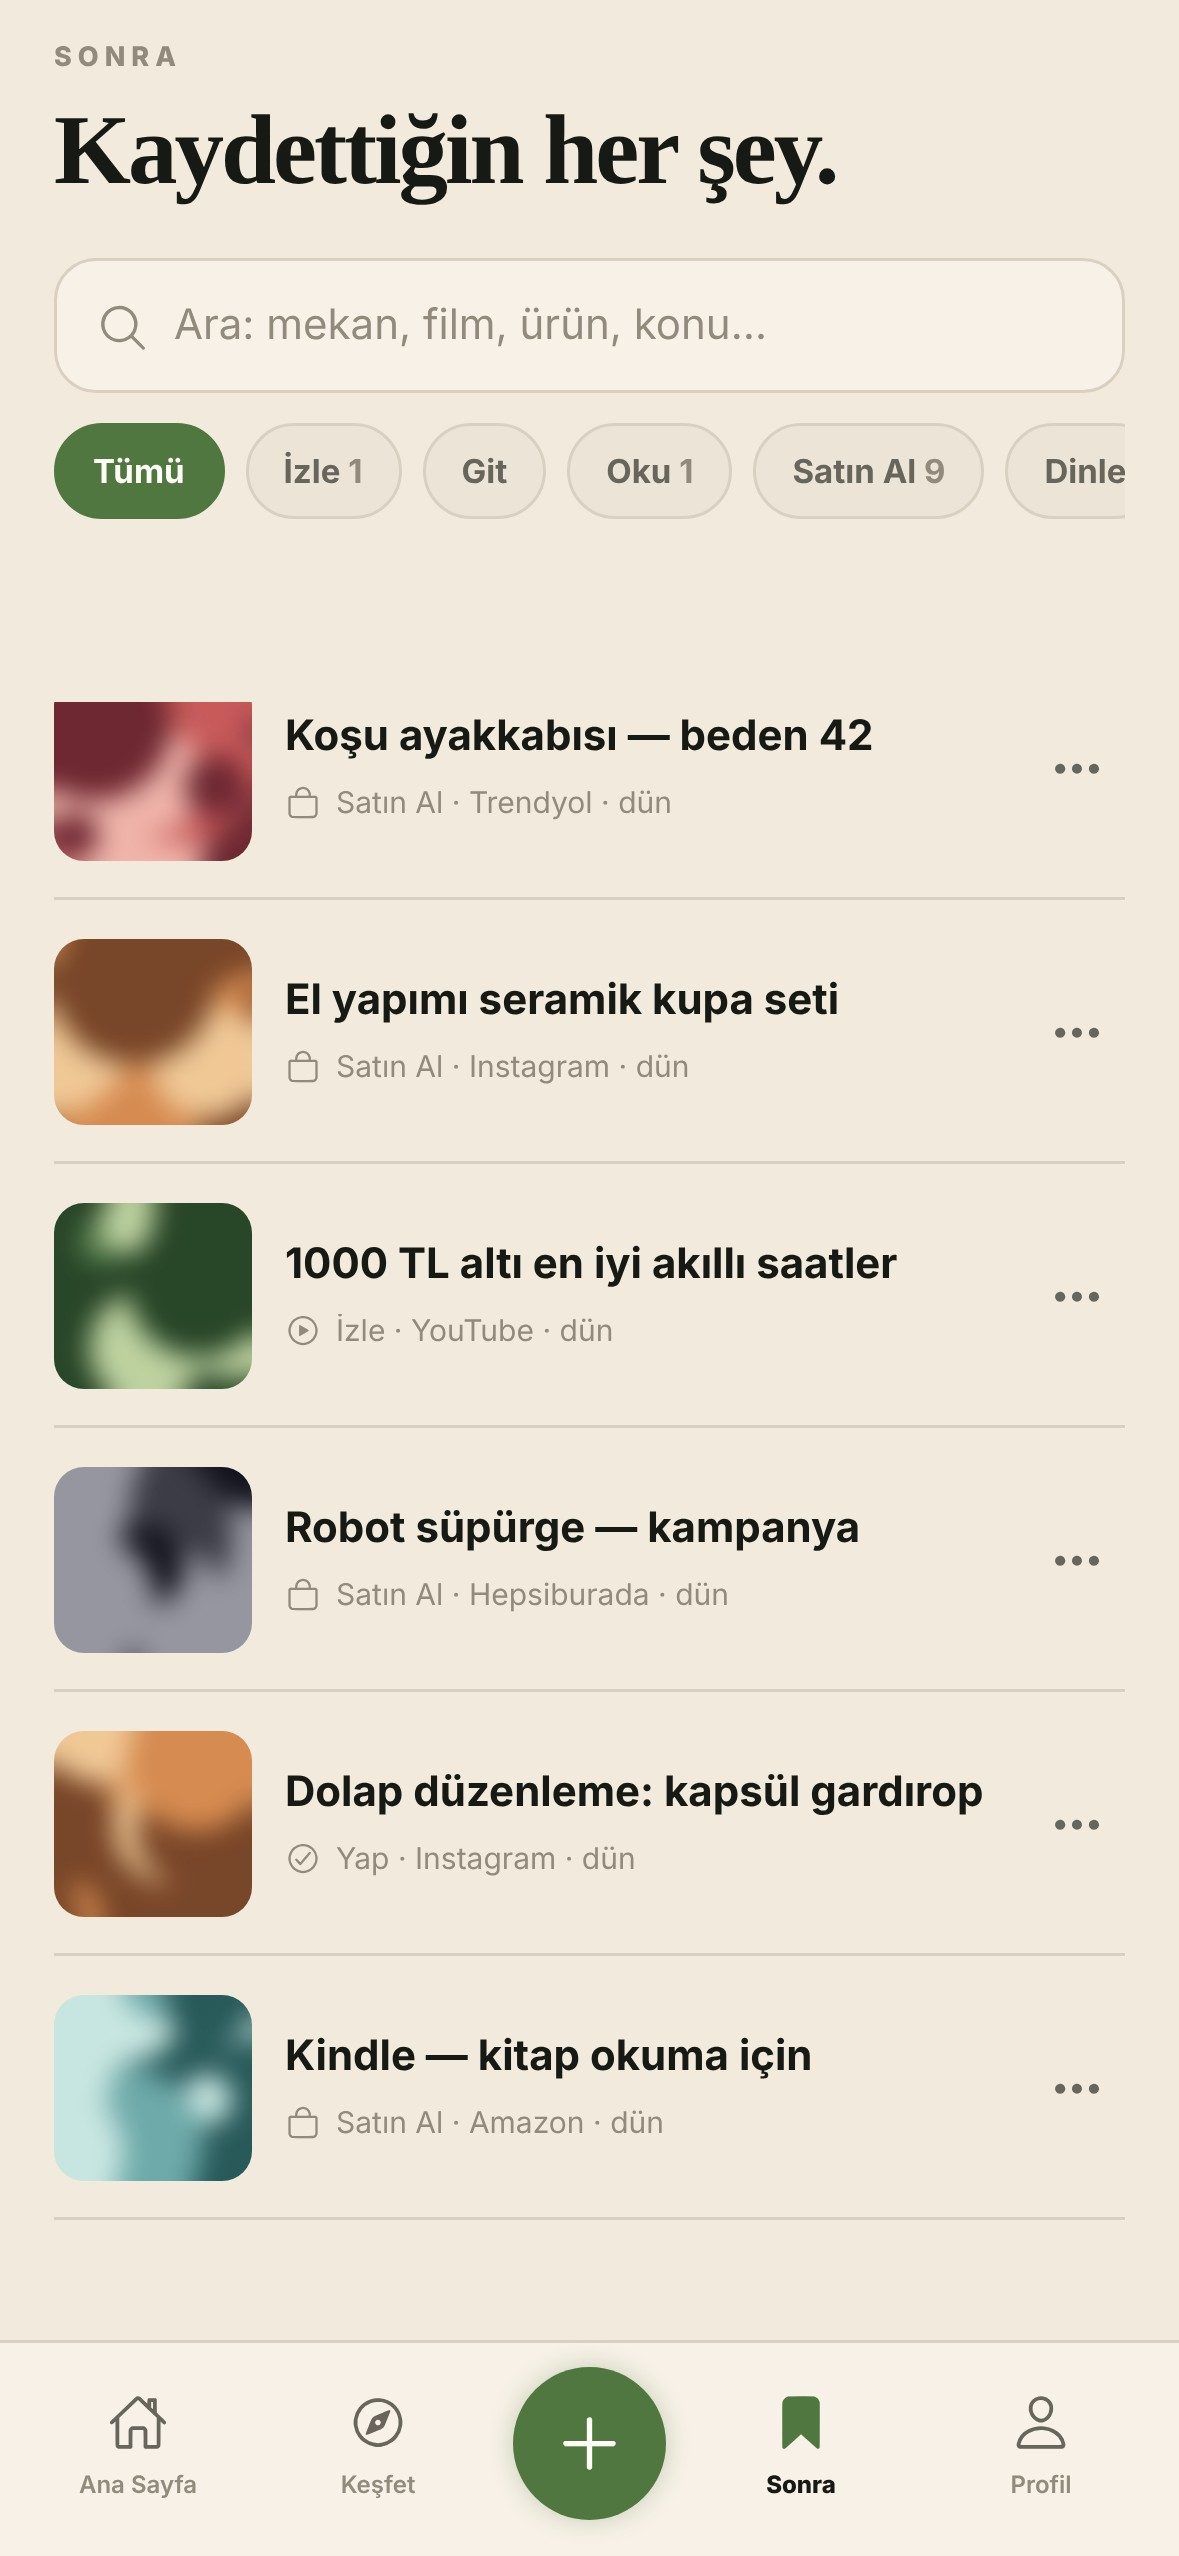 SONRA
Kaydettiğin her şey.
Ara: mekan, film, ürün, konu...
Tümü
İzle 1
Git
Oku 1
Satın Al 9
Dinle
Koşu ayakkabısı — beden 42
Satın Al · Trendyol · dün
El yapımı seramik kupa seti
Satın Al · Instagram · dün
1000 TL altı en iyi akıllı saatler
İzle · YouTube · dün
Robot süpürge — kampanya
Satın Al · Hepsiburada · dün
Dolap düzenleme: kapsül gardırop
Yap · Instagram · dün
Kindle — kitap okuma için
Satın Al · Amazon · dün
Ana Sayfa
Keşfet
Sonra
Profil